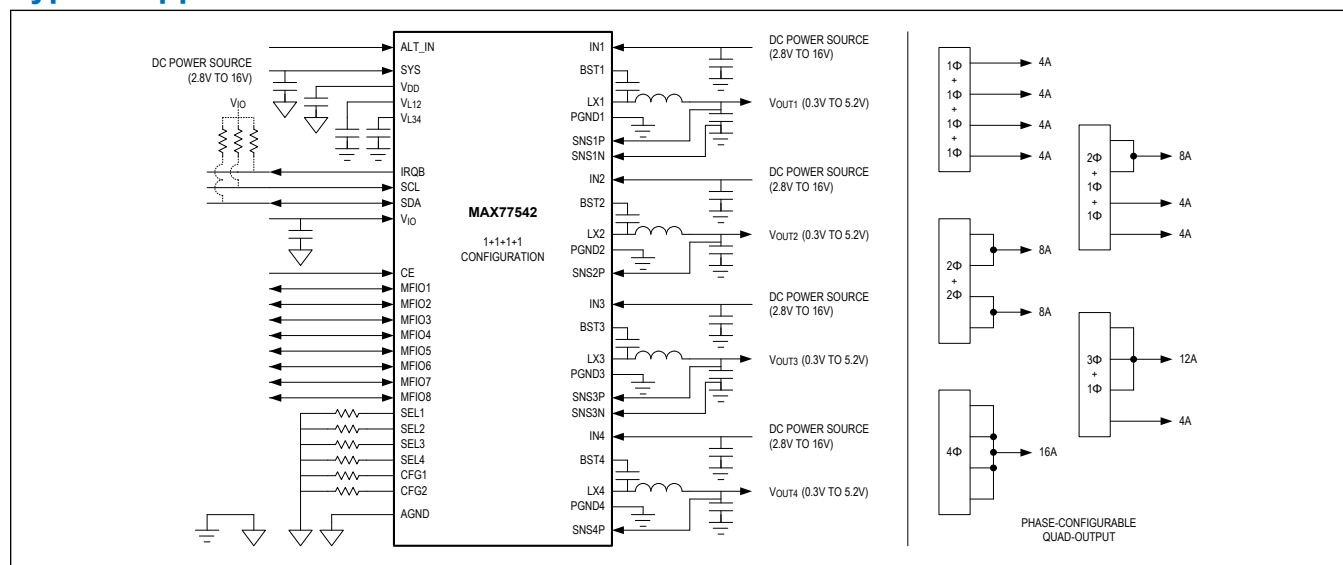 DC POWER SOURCE
(2.8V TO 16V)
VIO
ALT_IN
SYS
VDD
VL12
VL34
IRQB
SCL
SDA
VIO
CE
MFIO1
MFIO2
MFIO3
MFIO4
MFIO5
MFIO6
MFIO7
MFIO8
SEL1
SEL2
SEL3
SEL4
CFG1
CFG2
AGND
MAX77542
1+1+1+1
CONFIGURATION
IN1
BST1
LX1
PGND1
SNS1P
SNS1N
IN2
BST2
LX2
PGND2
SNS2P
IN3
BST3
LX3
PGND3
SNS3P
SNS3N
IN4
BST4
LX4
PGND4
SNS4P
DC POWER SOURCE
(2.8V TO 16V)
VOUT1 (0.3V TO 5.2V)
DC POWER SOURCE
(2.8V TO 16V)
VOUT2 (0.3V TO 5.2V)
DC POWER SOURCE
(2.8V TO 16V)
VOUT3 (0.3V TO 5.2V)
DC POWER SOURCE
(2.8V TO 16V)
VOUT4 (0.3V TO 5.2V)
1Φ
+
1Φ
+
1Φ
+
1Φ
4A
4A
4A
4A
2Φ
+
1Φ
+
1Φ
8A
4A
4A
2Φ
+
2Φ
8A
8A
3Φ
+
1Φ
12A
4A
4Φ
16A
PHASE-CONFIGURABLE
QUAD-OUTPUT